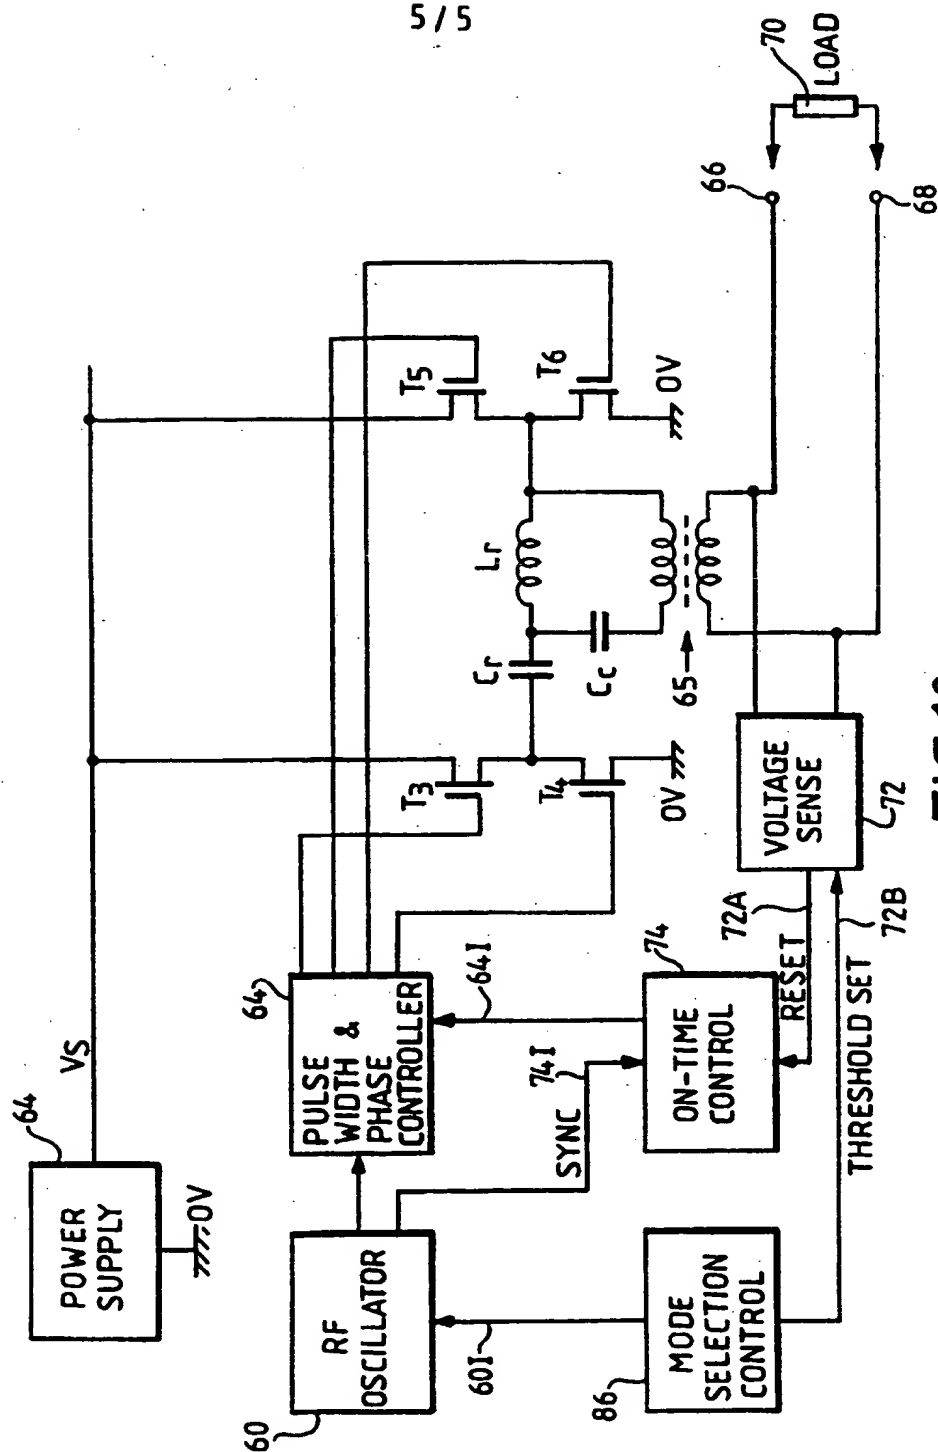 5/5
POWER
SUPPLY
64
VS
0V
RF
OSCILLATOR
60
60I
PULSE
WIDTH &
PHASE
CONTROLLER
64
64I
SYNC
74I
MODE
SELECTION
CONTROL
86
ON-TIME
CONTROL
74
RESET
72A
THRESHOLD SET
72B
VOLTAGE
SENSE
72
T3
T4
0V
Cr
Lr
Cc
65
T5
T6
0V
66
68
70
LOAD